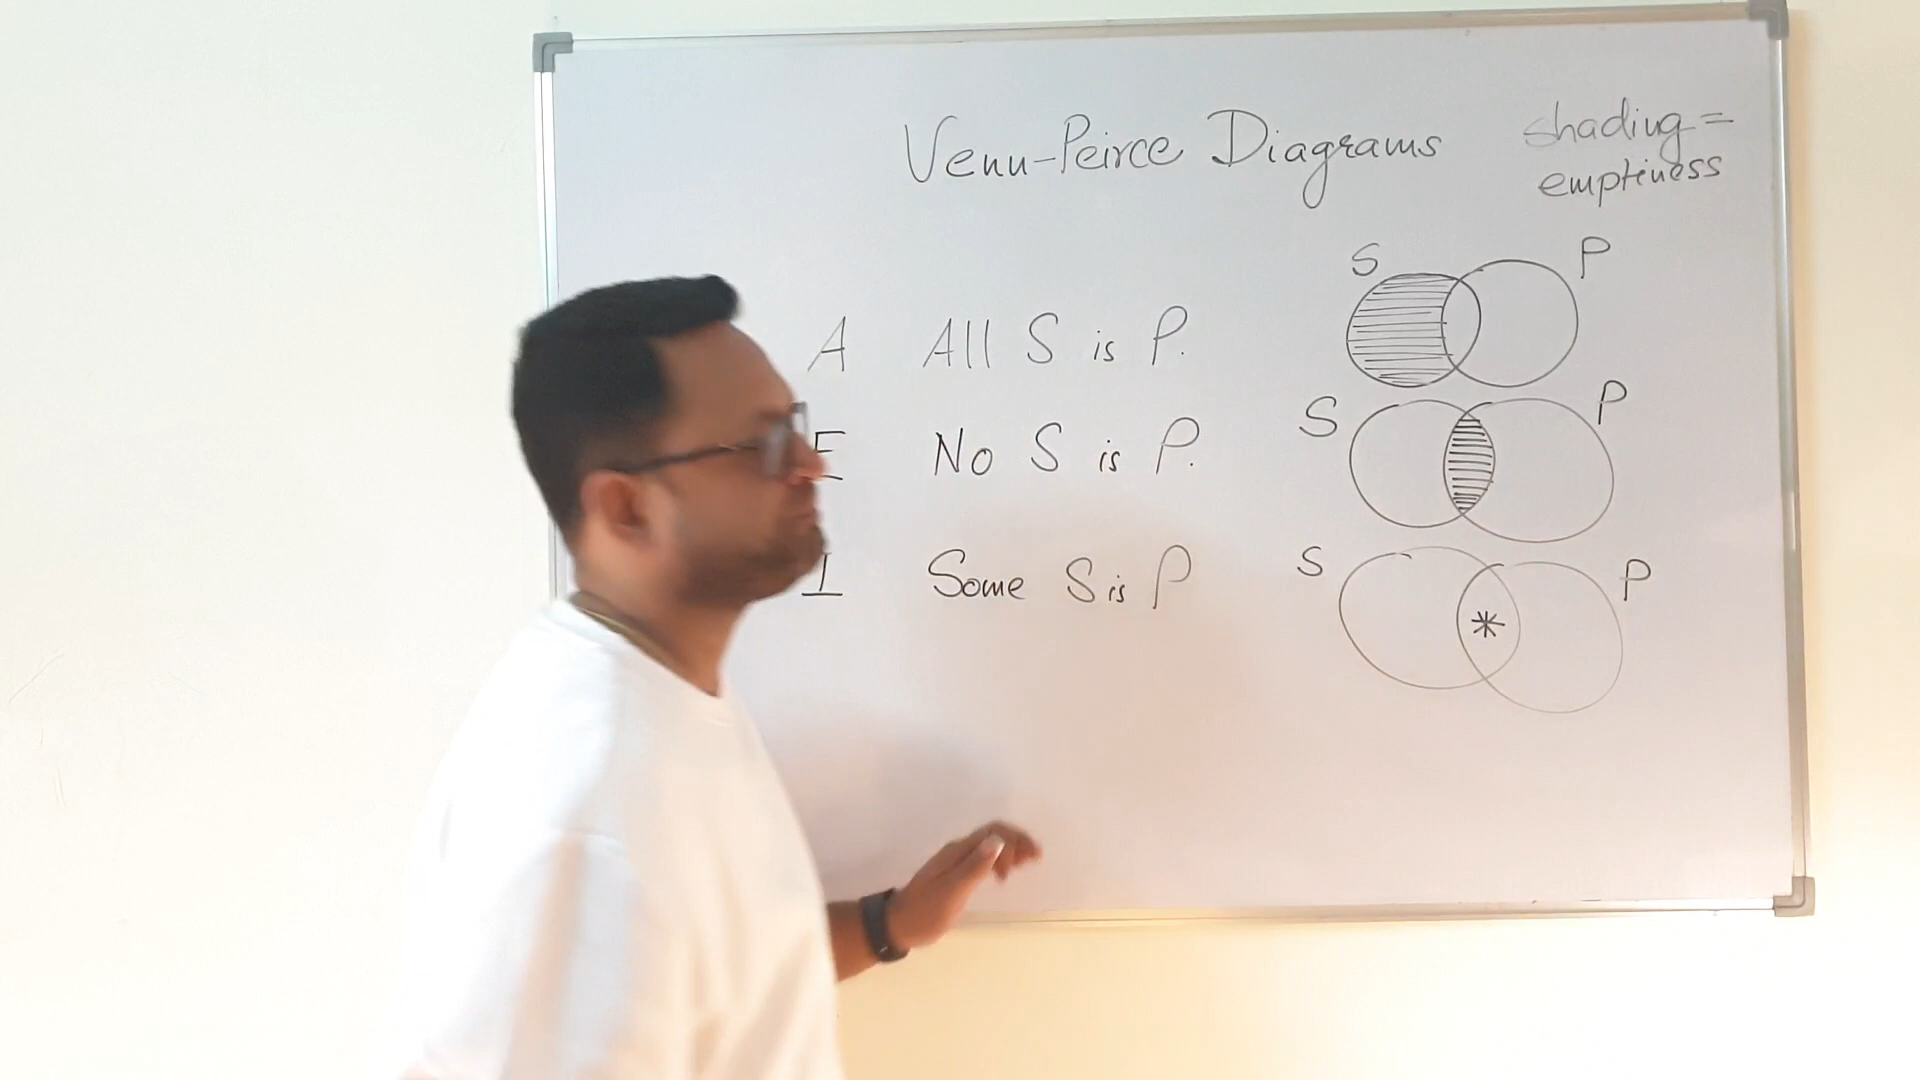 Venn-Peirce Diagrams
shading =
emptiness
S P
A All S is P.
S P
E No S is P.
S P
I Some S is P
*